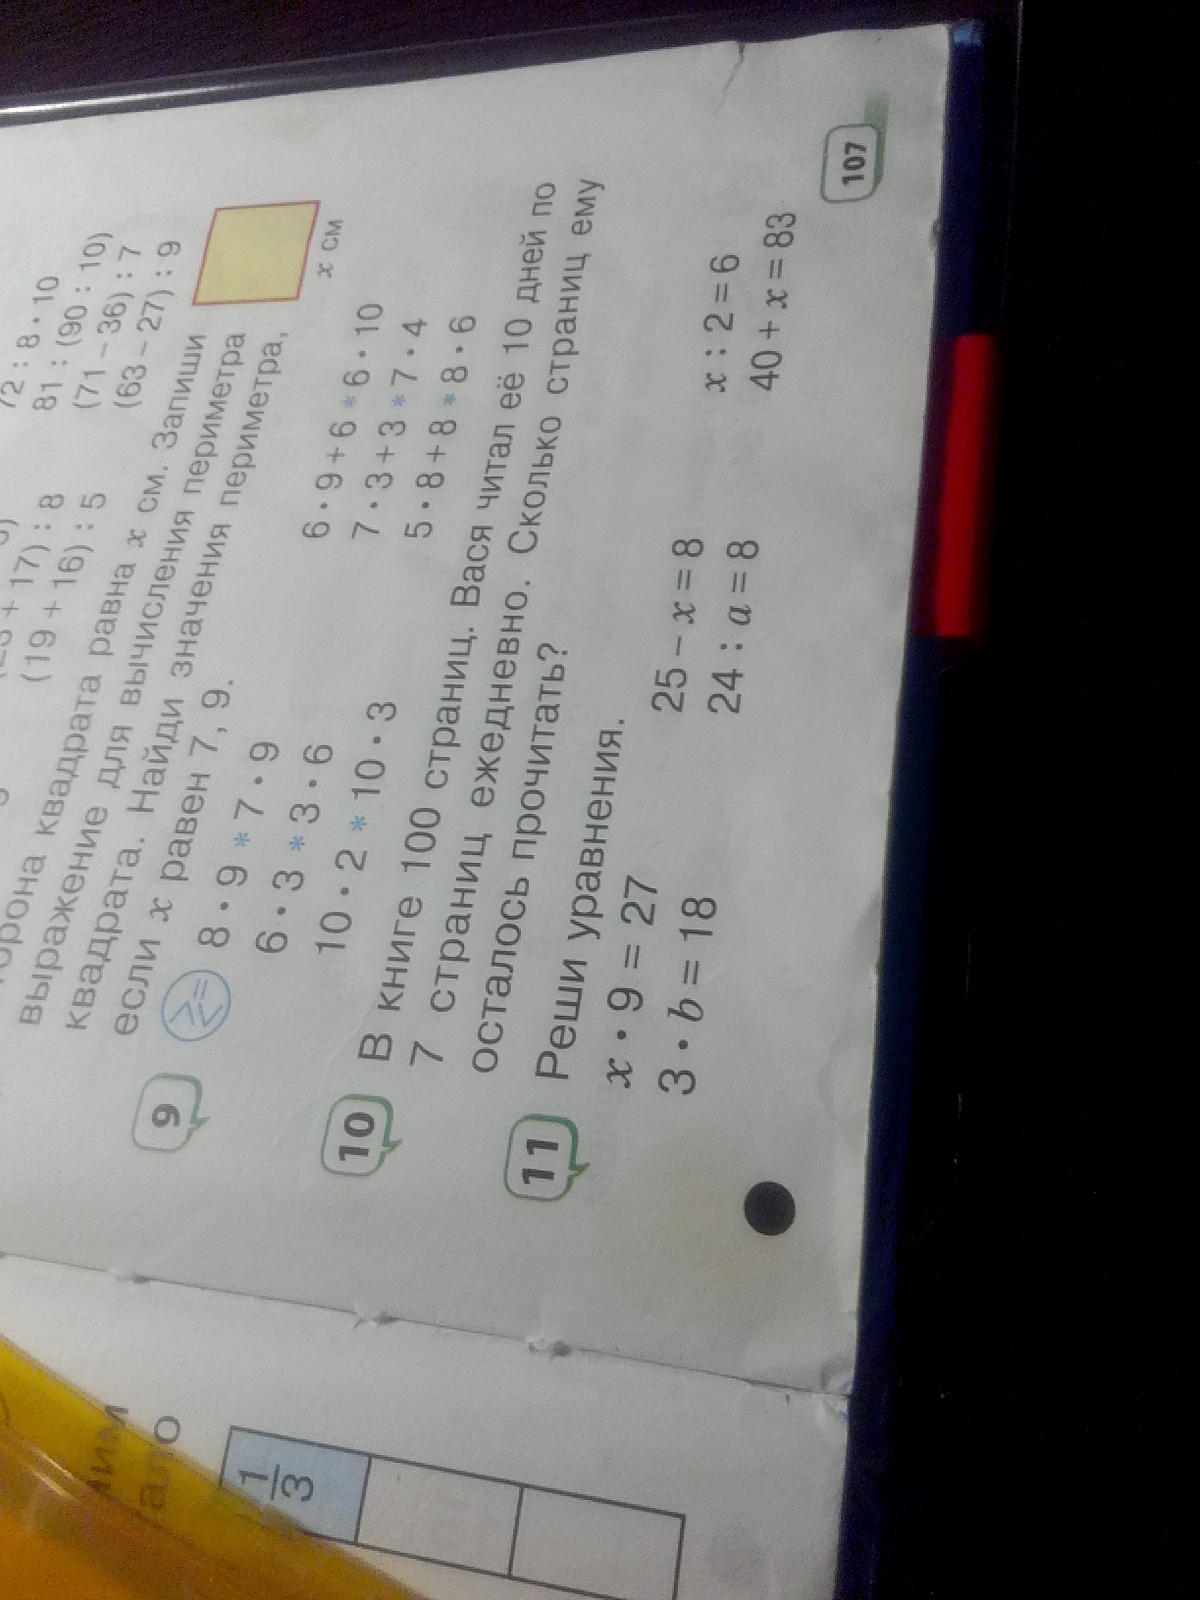 72 : 8 · 10
81 : (90 : 10)
+ 17) : 8
(71 − 36) : 7
(19 + 16) : 5
(63 − 27) : 9
квадрата равна x см. Запиши
выражение для вычисления периметра
квадрата. Найди значения периметра,
если x равен 7, 9.
x см
9
>
<
=
8 · 9 * 7 · 9
6 · 9 + 6 * 6 · 10
6 · 3 * 3 · 6
7 · 3 + 3 * 7 · 4
10 · 2 * 10 · 3
5 · 8 + 8 * 8 · 6
10 В книге 100 страниц. Вася читал её 10 дней по
7 страниц ежедневно. Сколько страниц ему
осталось прочитать?
11 Реши уравнения.
x · 9 = 27
25 − x = 8
x : 2 = 6
3 · b = 18
24 : a = 8
40 + x = 83
107
1/3